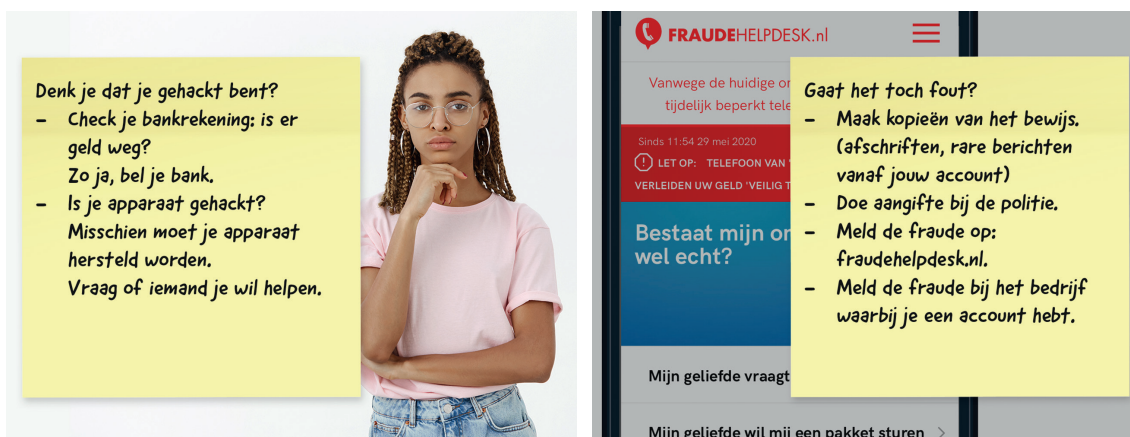 Denk je dat je gehackt bent?
- Check je bankrekening: is er
geld weg?
Zo ja, bel je bank.
- Is je apparaat gehackt?
Misschien moet je apparaat
hersteld worden.
Vraag of iemand je wil helpen.
FRAUDEHELPDESK.nl
Vanwege de huidige
tijdelijk beperkt
Sinds 11:54 29 mei 2020
LET OP: TELEFOON VAN
VERLEIDEN UW GELD 'VEILIG
Bestaat mijn
wel echt?
Mijn geliefde vraagt
Mijn geliefde wil mij een pakket sturen >
Gaat het toch fout?
- Maak kopieën van het bewijs.
(afschriften, rare berichten
vanaf jouw account)
- Doe aangifte bij de politie.
- Meld de fraude op:
fraudehelpdesk.nl.
- Meld de fraude bij het bedrijf
waarbij je een account hebt.